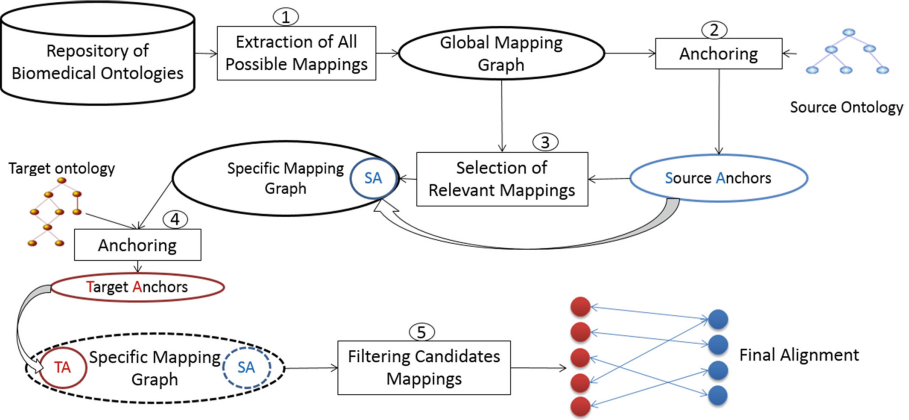 1
2
Repository of
Biomedical Ontologies
Extraction of All
Possible Mappings
Global Mapping
Graph
Anchoring
Source Ontology
3
Target ontology
Specific Mapping
Graph
SA
Selection of
Relevant Mappings
Source Anchors
4
Anchoring
Target Anchors
5
TA
Specific Mapping
Graph
SA
Filtering Candidates
Mappings
Final Alignment